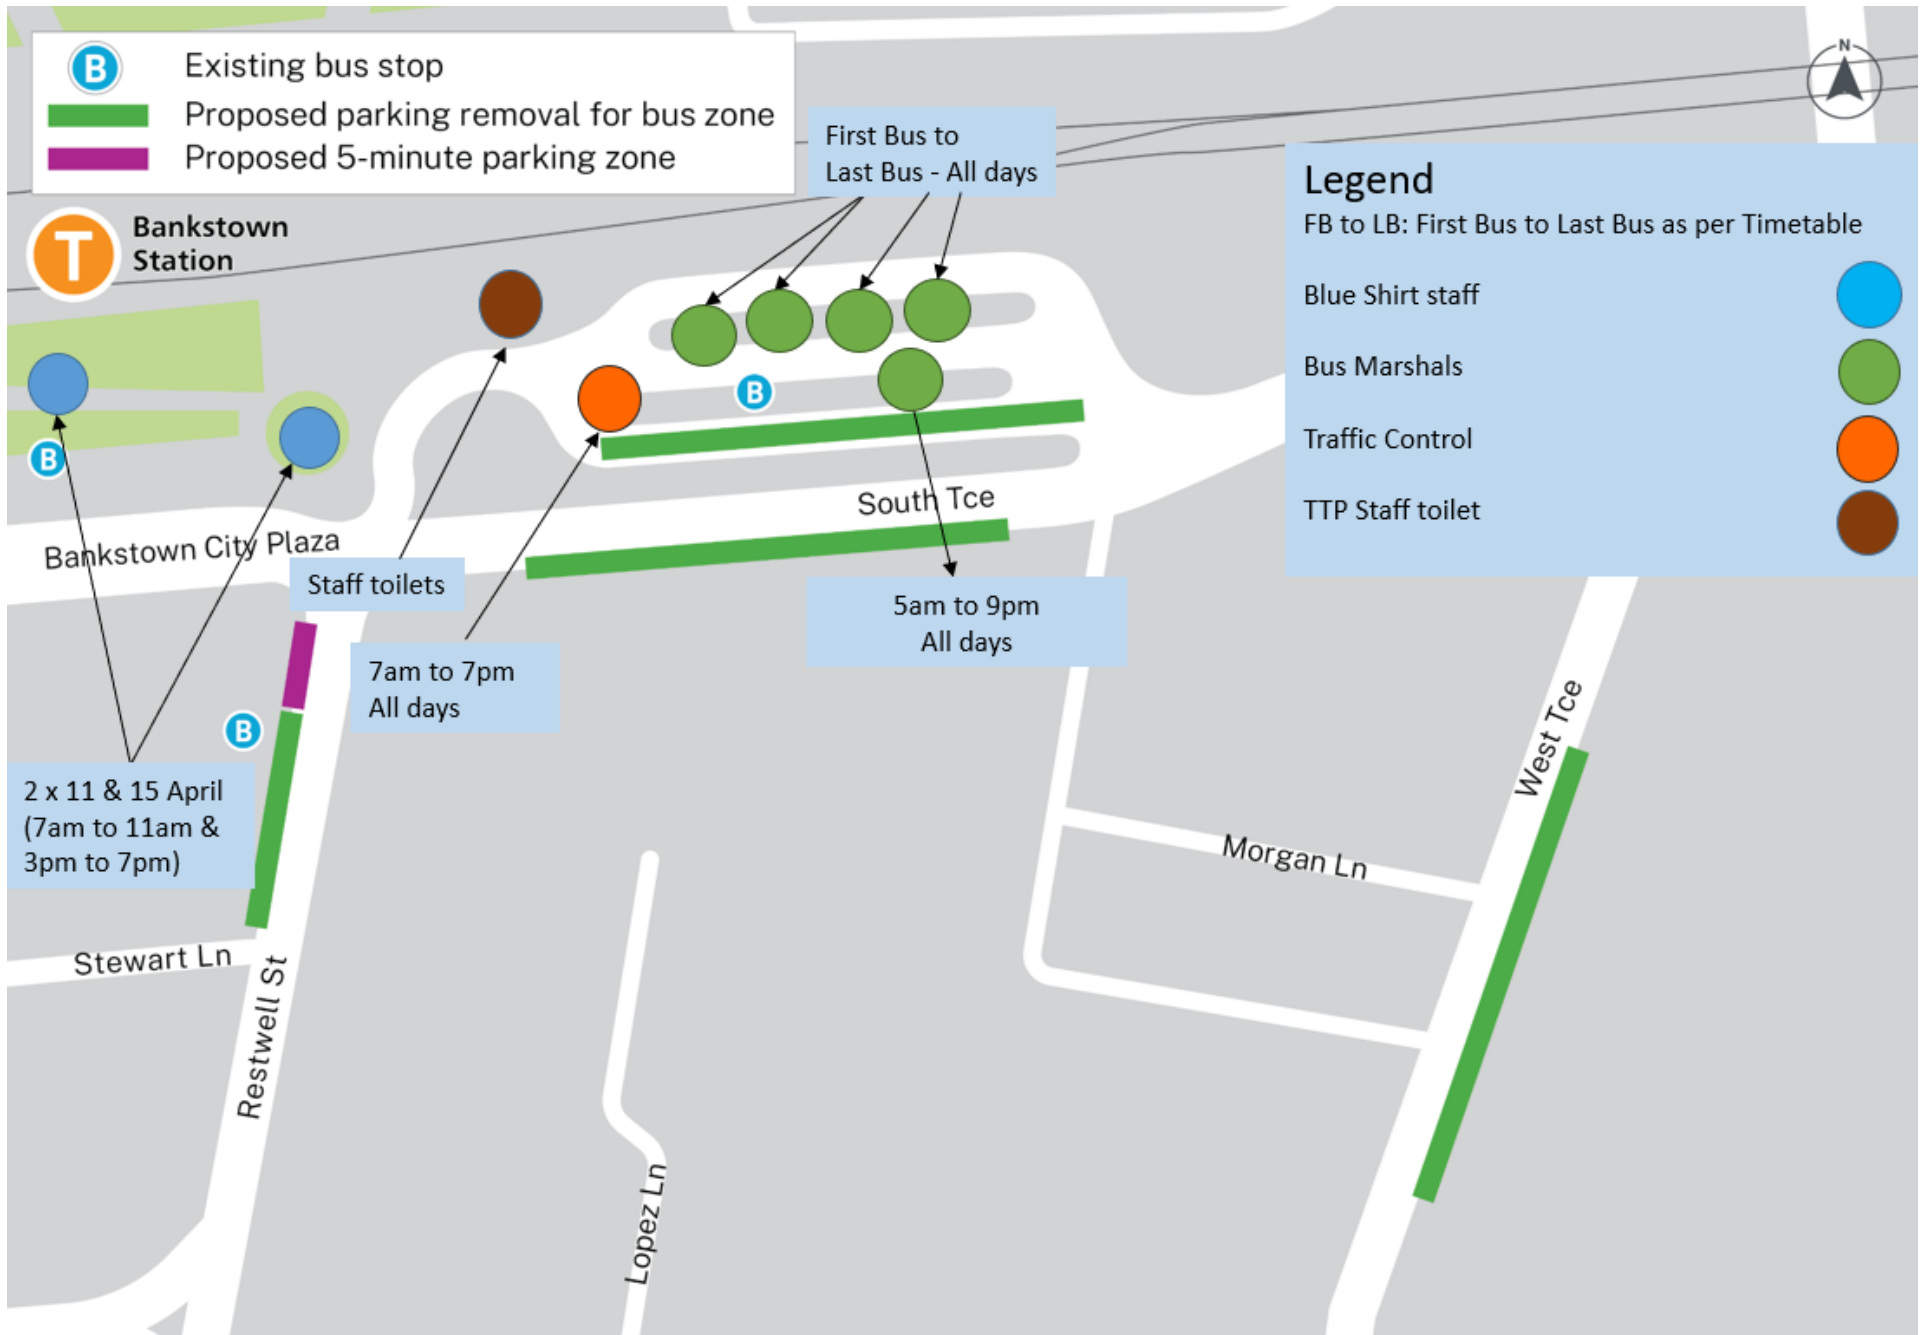 B
Existing bus stop
Proposed parking removal for bus zone
Proposed 5-minute parking zone
N
First Bus to
Last Bus - All days
Legend
FB to LB: First Bus to Last Bus as per Timetable
Blue Shirt staff
Bus Marshals
Traffic Control
TTP Staff toilet
T
Bankstown
Station
B
B
South Tce
Bankstown City Plaza
Staff toilets
5am to 9pm
All days
7am to 7pm
All days
B
2 x 11 & 15 April
(7am to 11am &
3pm to 7pm)
West Tce
Morgan Ln
Stewart Ln
Restwell St
Lopez Ln